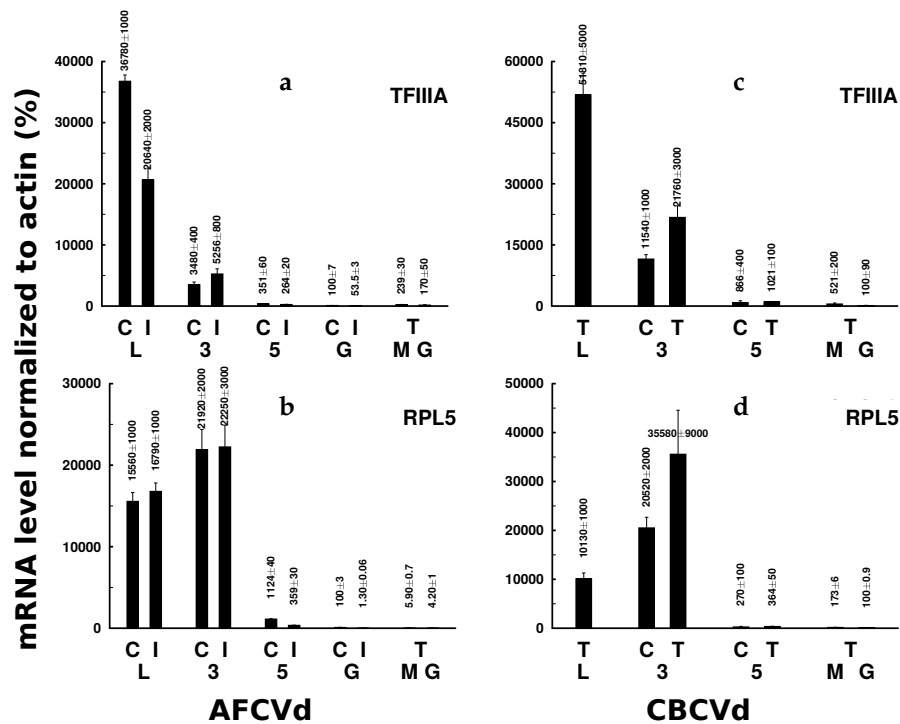 mRNA level normalized to actin (%)
a
TFIIIA
40000
30000
20000
10000
0
36780±1000
20640±2000
3480±400
5256±800
351±60
264±20
100±7
53.5±3
239±30
170±50
C I C I C I C I T
L 3 5 G M G
c
TFIIIA
60000
45000
30000
15000
0
51810±5000
11540±1000
21760±3000
866±400
1021±100
521±200
100±90
T C T C T T
L 3 5 M G
b
RPL5
30000
20000
10000
0
15560±1000
16790±1000
21920±2000
22250±3000
1124±40
359±30
100±3
1.30±0.06
5.90±0.7
4.20±1
C I C I C I C I T
L 3 5 G M G
AFCVd
d
RPL5
50000
40000
30000
20000
10000
0
10130±1000
20520±2000
35580±9000
270±100
364±50
173±6
100±0.9
T C T C T T
L 3 5 M G
CBCVd